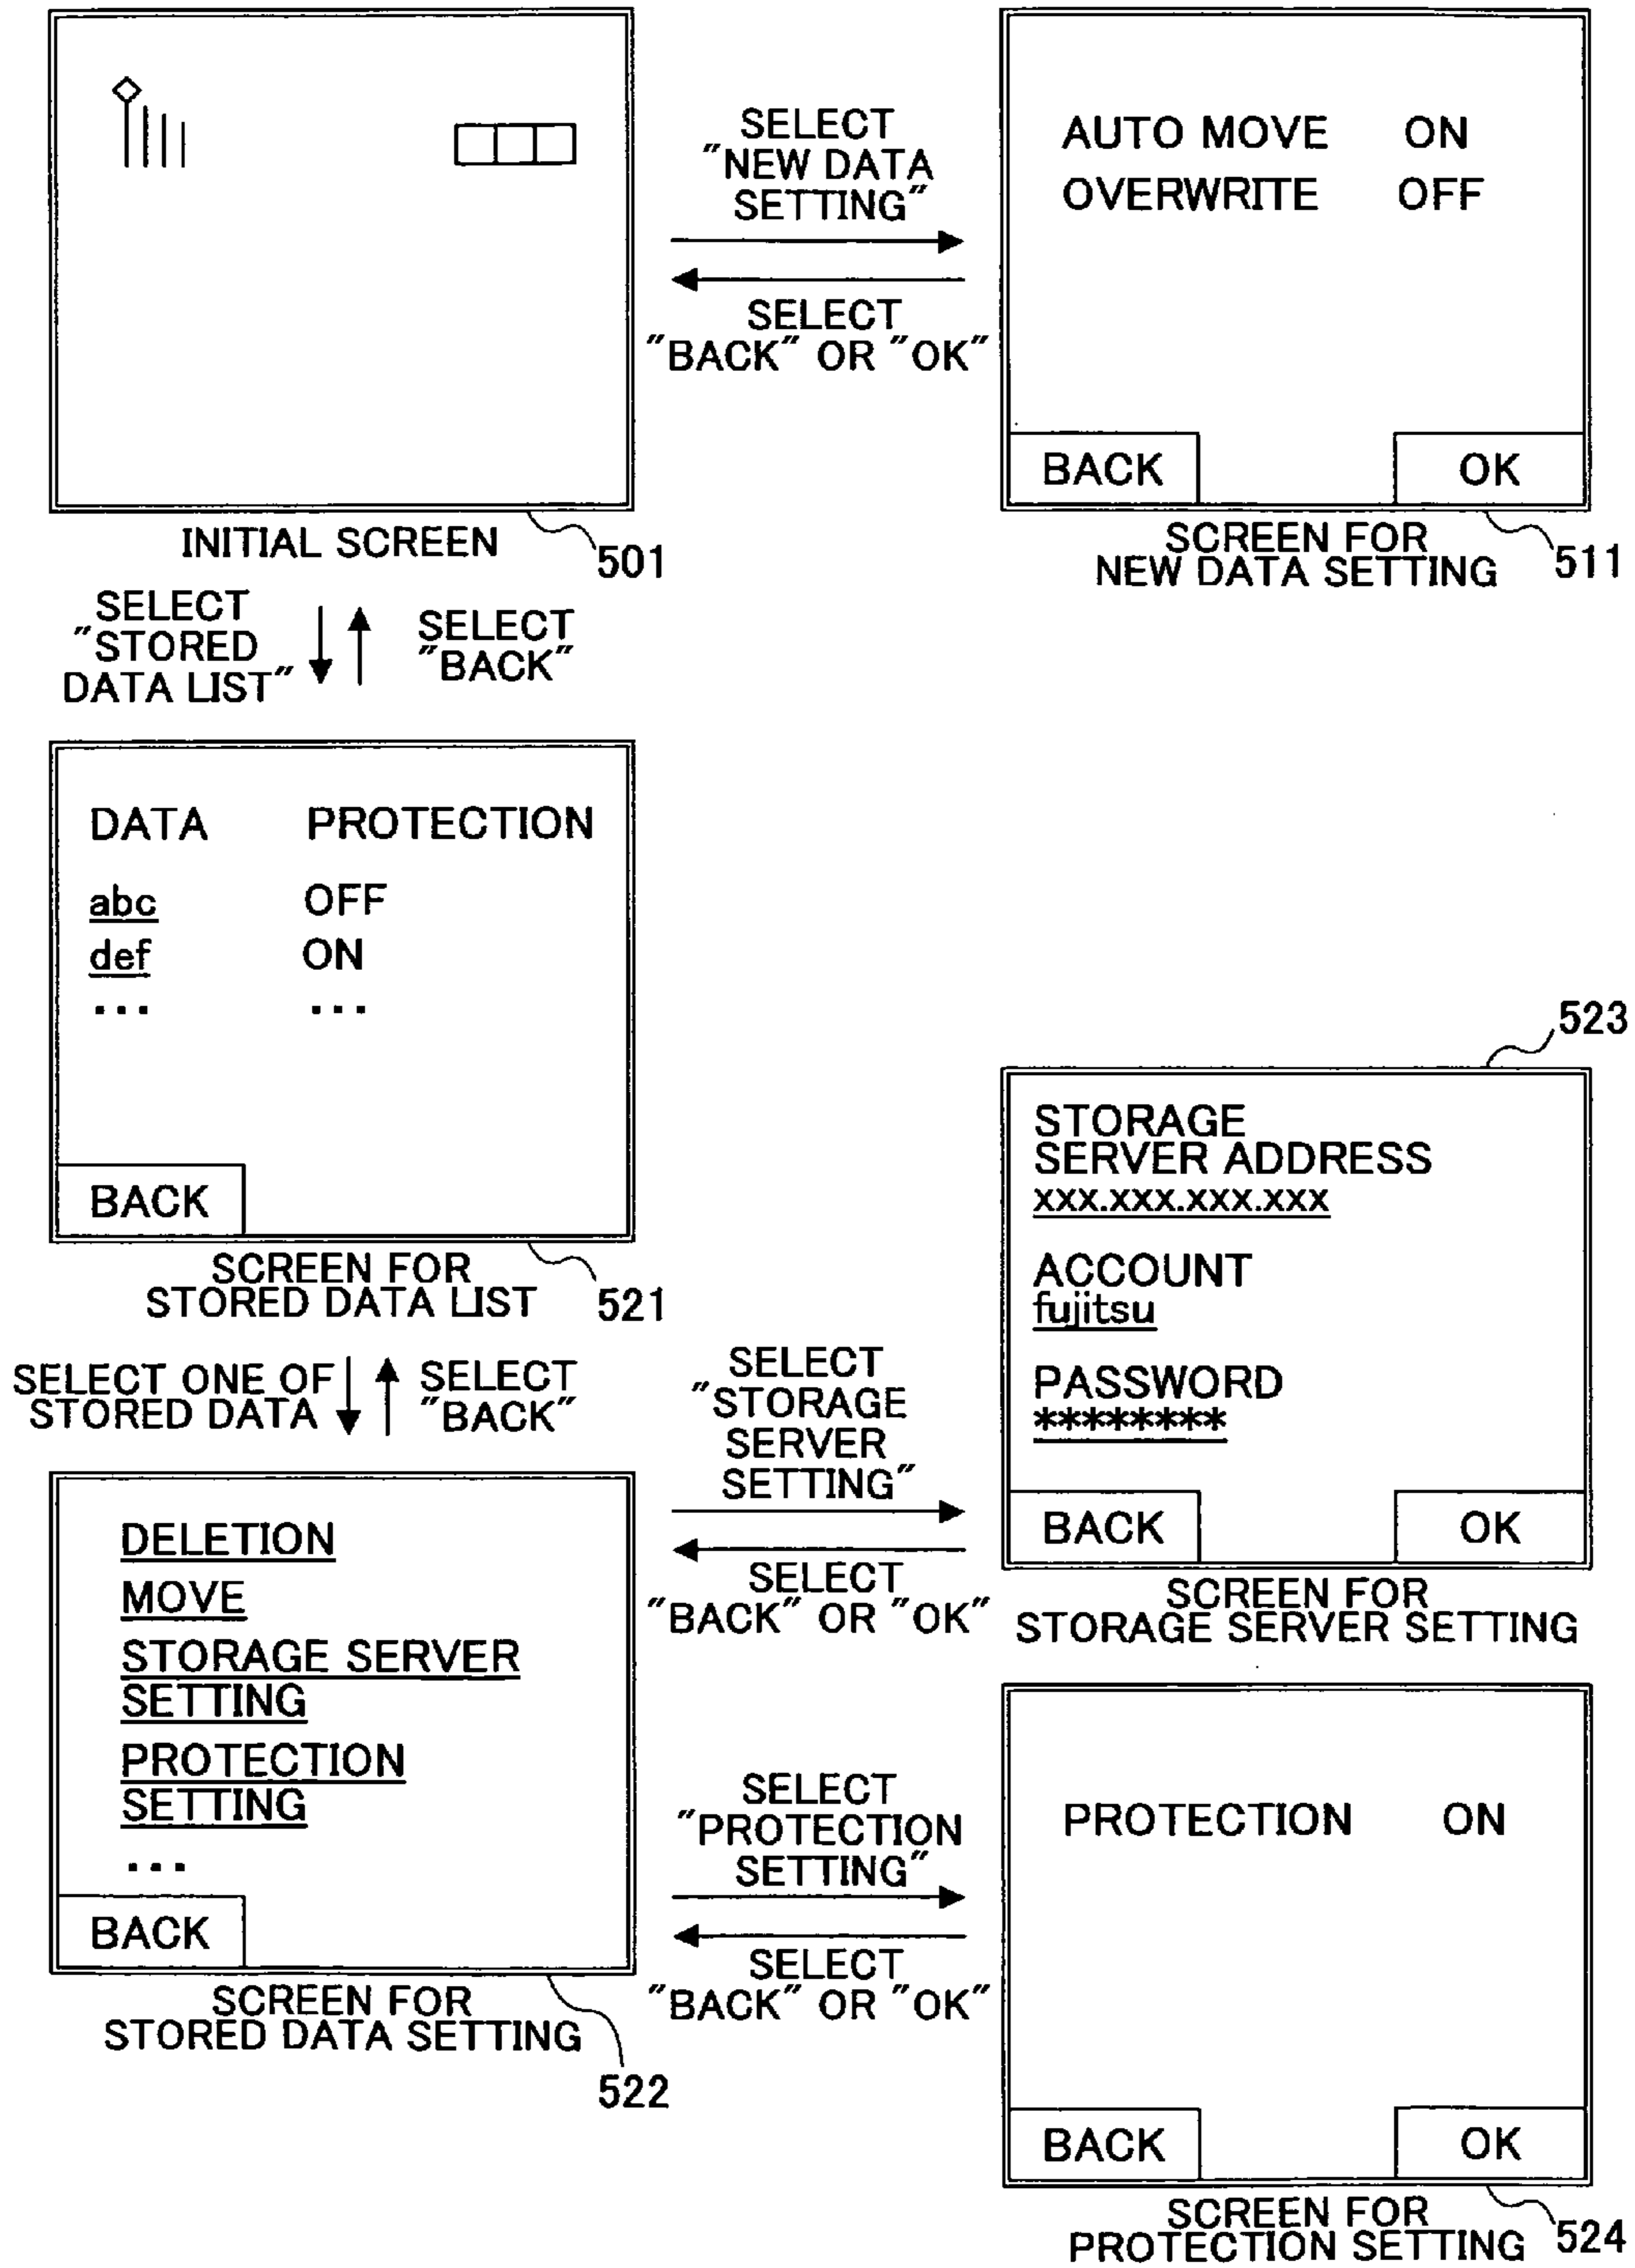 SELECT
"NEW DATA
SETTING"
SELECT
"BACK" OR "OK"
AUTO MOVE ON
OVERWRITE OFF
BACK OK
INITIAL SCREEN
501
SCREEN FOR
NEW DATA SETTING
511
SELECT
"STORED
DATA LIST"
SELECT
"BACK"
DATA PROTECTION
abc OFF
def ON
... ...
BACK
SCREEN FOR
STORED DATA LIST
521
SELECT ONE OF
STORED DATA
SELECT
"BACK"
SELECT
"STORAGE
SERVER
SETTING"
SELECT
"BACK" OR "OK"
523
STORAGE
SERVER ADDRESS
xxx.xxx.xxx.xxx
ACCOUNT
fujitsu
PASSWORD
********
BACK OK
SCREEN FOR
STORAGE SERVER SETTING
DELETION
MOVE
STORAGE SERVER
SETTING
PROTECTION
SETTING
...
BACK
SCREEN FOR
STORED DATA SETTING
522
SELECT
"PROTECTION
SETTING"
SELECT
"BACK" OR "OK"
PROTECTION ON
BACK OK
SCREEN FOR
PROTECTION SETTING
524